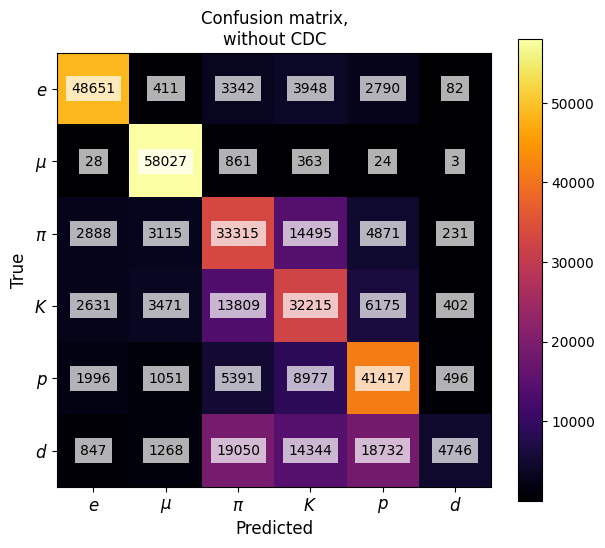 Confusion matrix,
without CDC
e 48651 411 3342 3948 2790 82
μ 28 58027 861 363 24 3
π 2888 3115 33315 14495 4871 231
K 2631 3471 13809 32215 6175 402
p 1996 1051 5391 8977 41417 496
d 847 1268 19050 14344 18732 4746
e μ π K p d
Predicted
True
50000
40000
30000
20000
10000